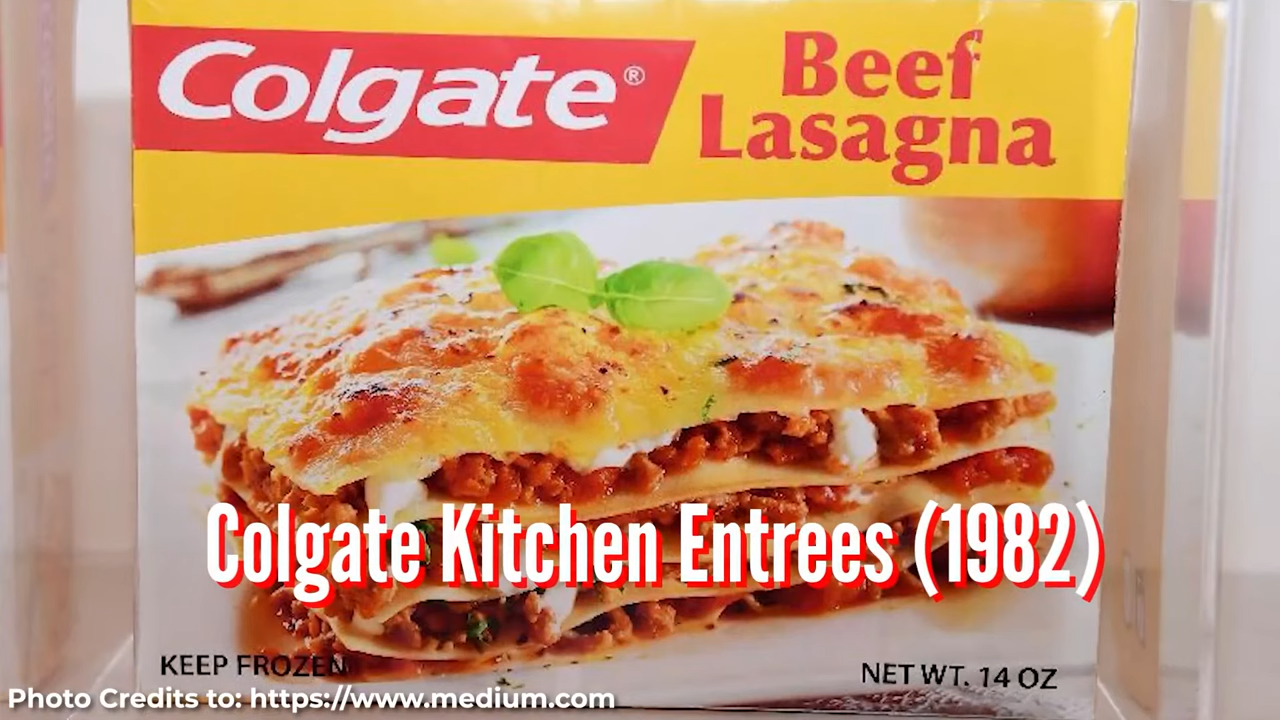 Colgate®
Beef
Lasagna
Colgate Kitchen Entrees (1982)
KEEP FROZEN
NET WT. 14 OZ
Photo Credits to: https://www.medium.com